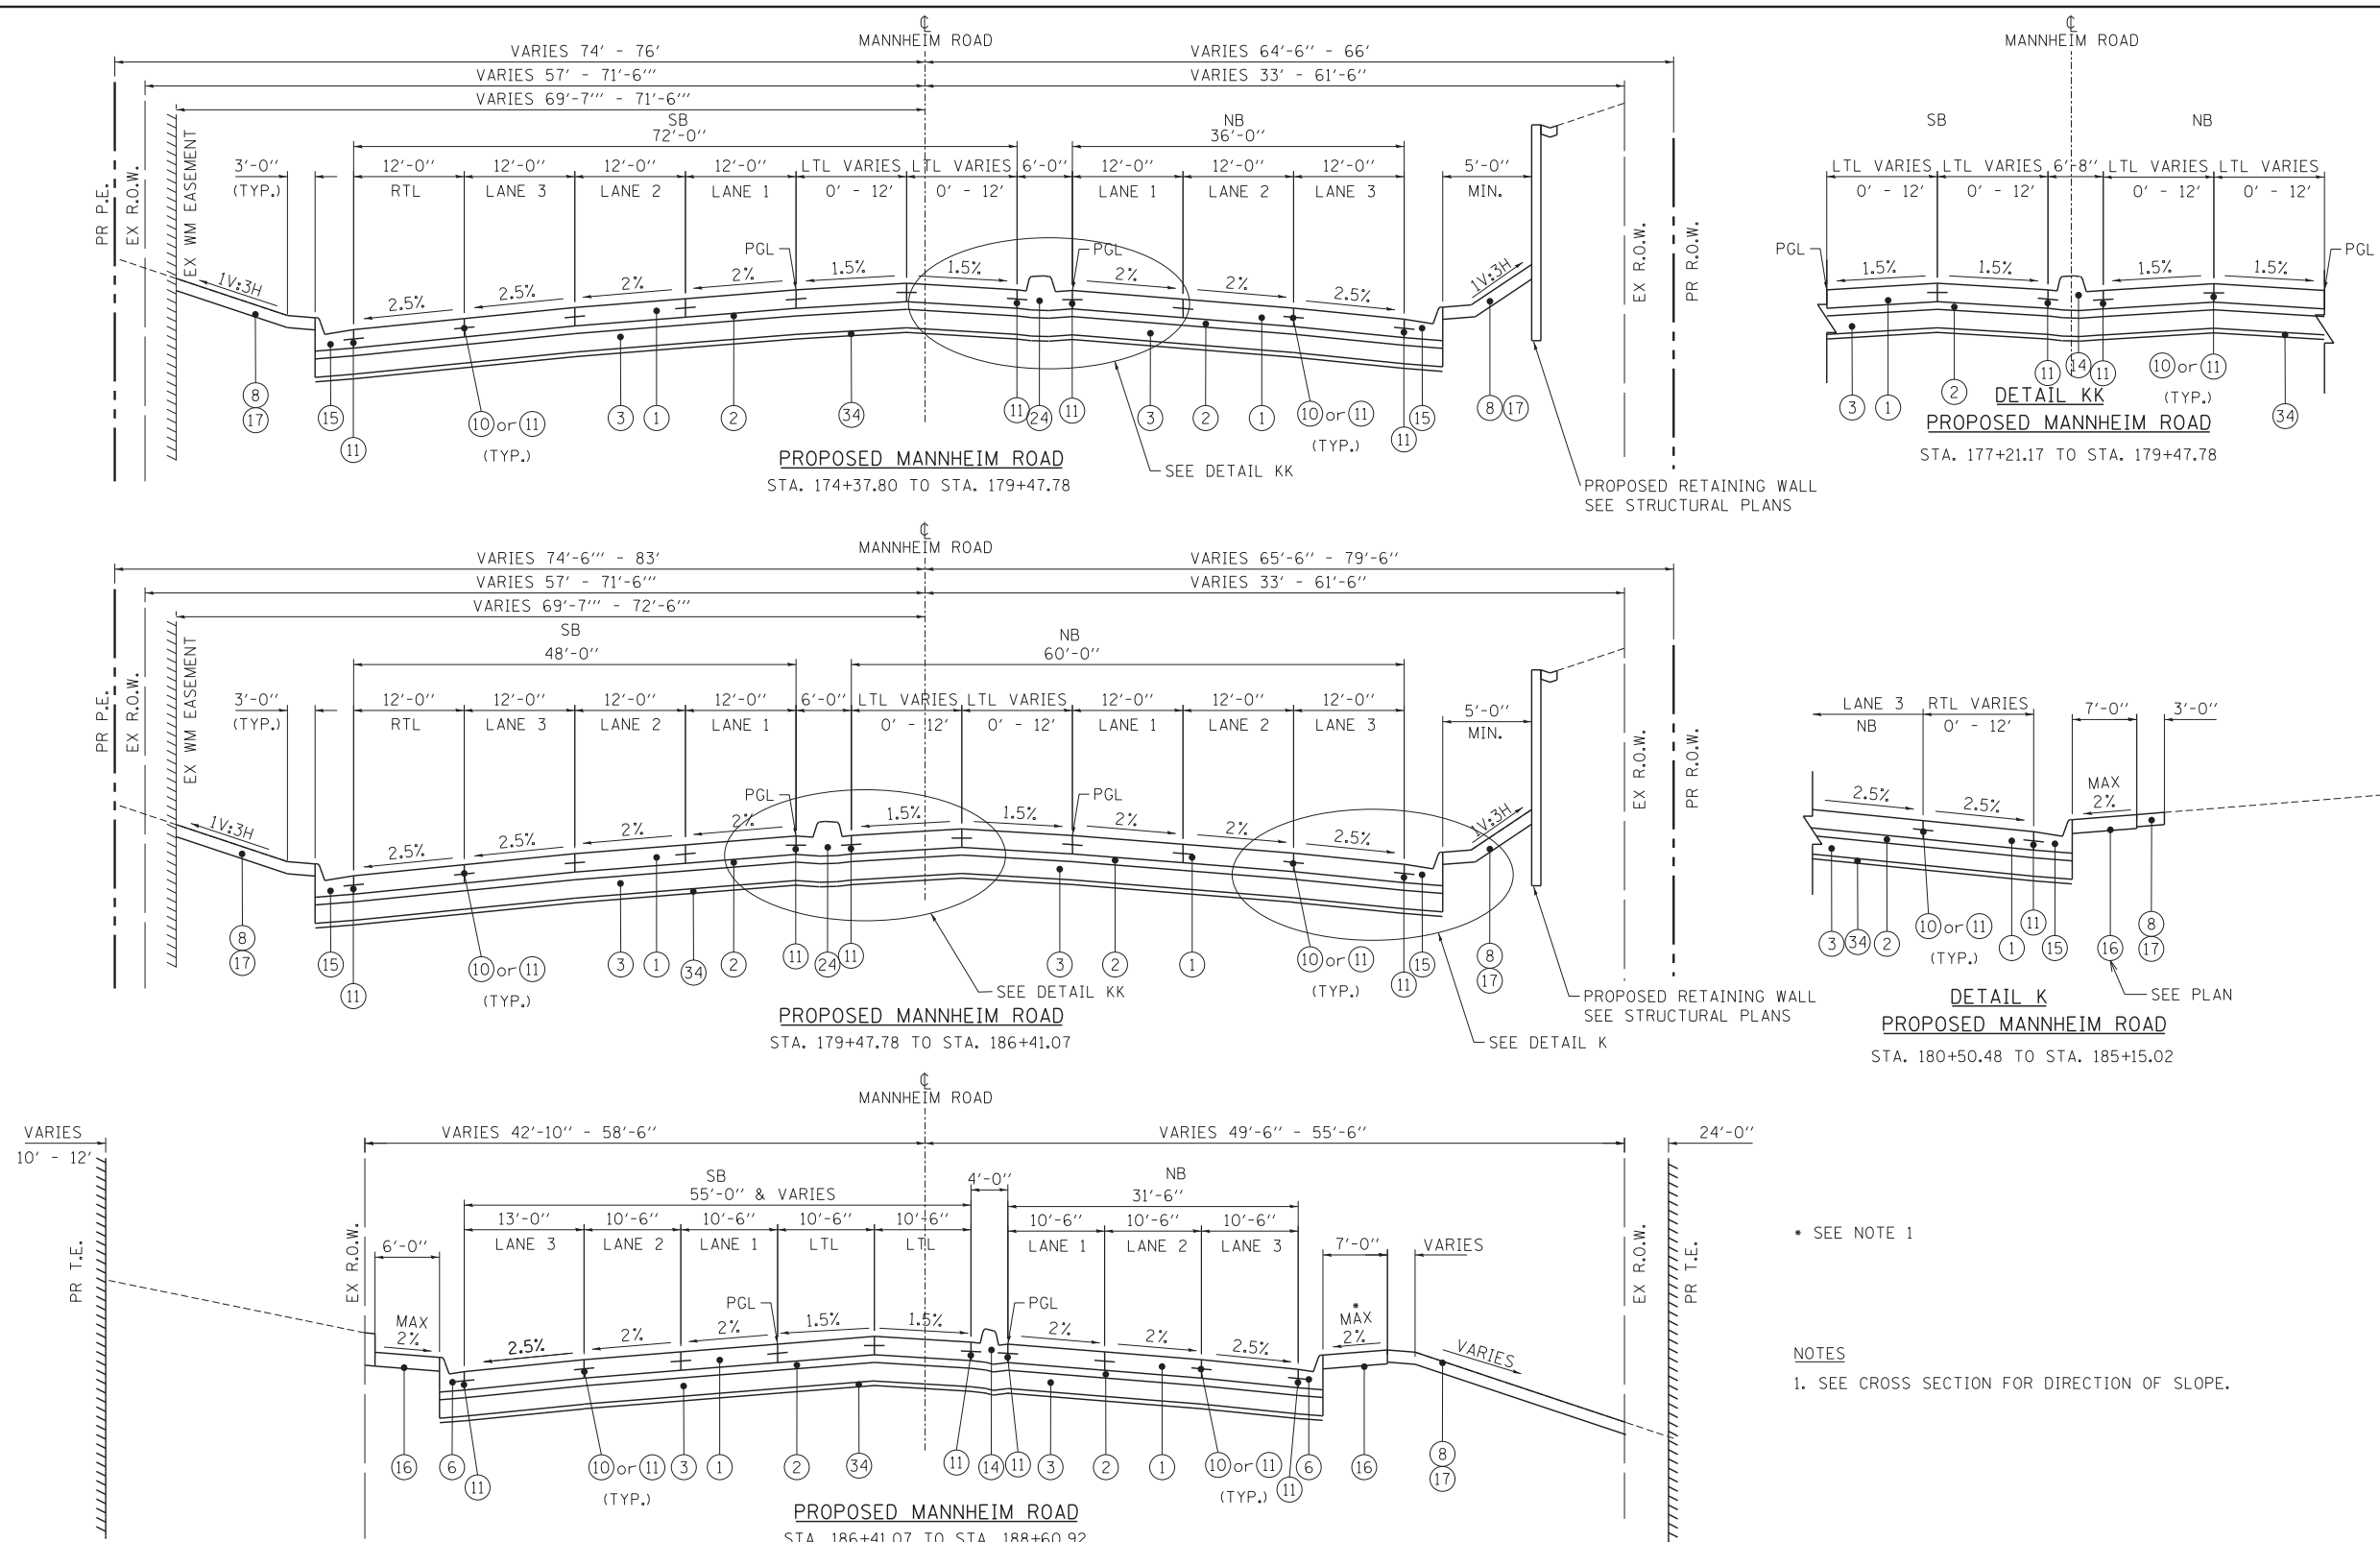 ℄
MANNHEIM ROAD
VARIES 74' - 76'
VARIES 64'-6'' - 66'
VARIES 57' - 71'-6'''
VARIES 33' - 61'-6''
VARIES 69'-7''' - 71'-6'''
SB
72'-0''
NB
36'-0''
PR P.E.
EX R.O.W.
EX WM EASEMENT
3'-0''
(TYP.)
12'-0'' 12'-0'' 12'-0'' 12'-0'' LTL VARIES LTL VARIES 6'-0'' 12'-0'' 12'-0'' 12'-0''
RTL LANE 3 LANE 2 LANE 1 0' - 12' 0' - 12' LANE 1 LANE 2 LANE 3
5'-0''
MIN.
EX R.O.W.
PR R.O.W.
PGL PGL
1V:3H 2.5% 2.5% 2% 2% 1.5% 1.5% 2% 2% 2.5% 1V:3H
8 17 15 11 10 or 11 3 1 2 34 11 24 11 3 2 1 10 or 11 11 15 8 17
(TYP.) (TYP.)
PROPOSED MANNHEIM ROAD
STA. 174+37.80 TO STA. 179+47.78
SEE DETAIL KK
PROPOSED RETAINING WALL
SEE STRUCTURAL PLANS
℄
MANNHEIM ROAD
SB NB
LTL VARIES LTL VARIES 6'-8'' LTL VARIES LTL VARIES
0' - 12' 0' - 12' 0' - 12' 0' - 12'
PGL PGL
1.5% 1.5% 1.5% 1.5%
3 1 2 11 14 11 10 or 11 34
(TYP.)
DETAIL KK
PROPOSED MANNHEIM ROAD
STA. 177+21.17 TO STA. 179+47.78
℄
MANNHEIM ROAD
VARIES 74'-6''' - 83'
VARIES 65'-6'' - 79'-6''
VARIES 57' - 71'-6'''
VARIES 33' - 61'-6''
VARIES 69'-7''' - 72'-6'''
SB
48'-0''
NB
60'-0''
PR P.E.
EX R.O.W.
EX WM EASEMENT
3'-0''
(TYP.)
12'-0'' 12'-0'' 12'-0'' 12'-0'' 6'-0'' LTL VARIES LTL VARIES 12'-0'' 12'-0'' 12'-0''
RTL LANE 3 LANE 2 LANE 1 0' - 12' 0' - 12' LANE 1 LANE 2 LANE 3
5'-0''
MIN.
EX R.O.W.
PR R.O.W.
PGL PGL
1V:3H 2.5% 2.5% 2% 2% 1.5% 1.5% 2% 2% 2.5% 1V:3H
8 17 15 11 10 or 11 3 1 34 2 11 24 11 3 2 1 10 or 11 11 15 8 17
(TYP.) (TYP.)
SEE DETAIL KK
PROPOSED MANNHEIM ROAD
STA. 179+47.78 TO STA. 186+41.07
PROPOSED RETAINING WALL
SEE STRUCTURAL PLANS
SEE DETAIL K
LANE 3 RTL VARIES 7'-0'' 3'-0''
NB 0' - 12'
MAX
2.5% 2.5% 2%
3 34 2 10 or 11 1 11 15 16 8 17
(TYP.)
SEE PLAN
DETAIL K
PROPOSED MANNHEIM ROAD
STA. 180+50.48 TO STA. 185+15.02
℄
MANNHEIM ROAD
VARIES
10' - 12'
VARIES 42'-10'' - 58'-6''
VARIES 49'-6'' - 55'-6''
24'-0''
SB
55'-0'' & VARIES
4'-0''
NB
31'-6''
PR T.E.
EX R.O.W.
6'-0''
13'-0'' 10'-6'' 10'-6'' 10'-6'' 10'-6'' 10'-6'' 10'-6'' 10'-6''
LANE 3 LANE 2 LANE 1 LTL LTL LANE 1 LANE 2 LANE 3
7'-0'' VARIES
EX R.O.W.
PR T.E.
PGL PGL
MAX
2% 2.5% 2% 2% 1.5% 1.5% 2% 2% 2.5%
*
MAX
2%
VARIES
16 6 11 10 or 11 3 1 2 34 11 14 11 3 2 1 10 or 11 11 6 16 8 17
(TYP.) (TYP.)
PROPOSED MANNHEIM ROAD
STA. 186+41.07 TO STA. 188+60.92
* SEE NOTE 1
NOTES
1. SEE CROSS SECTION FOR DIRECTION OF SLOPE.